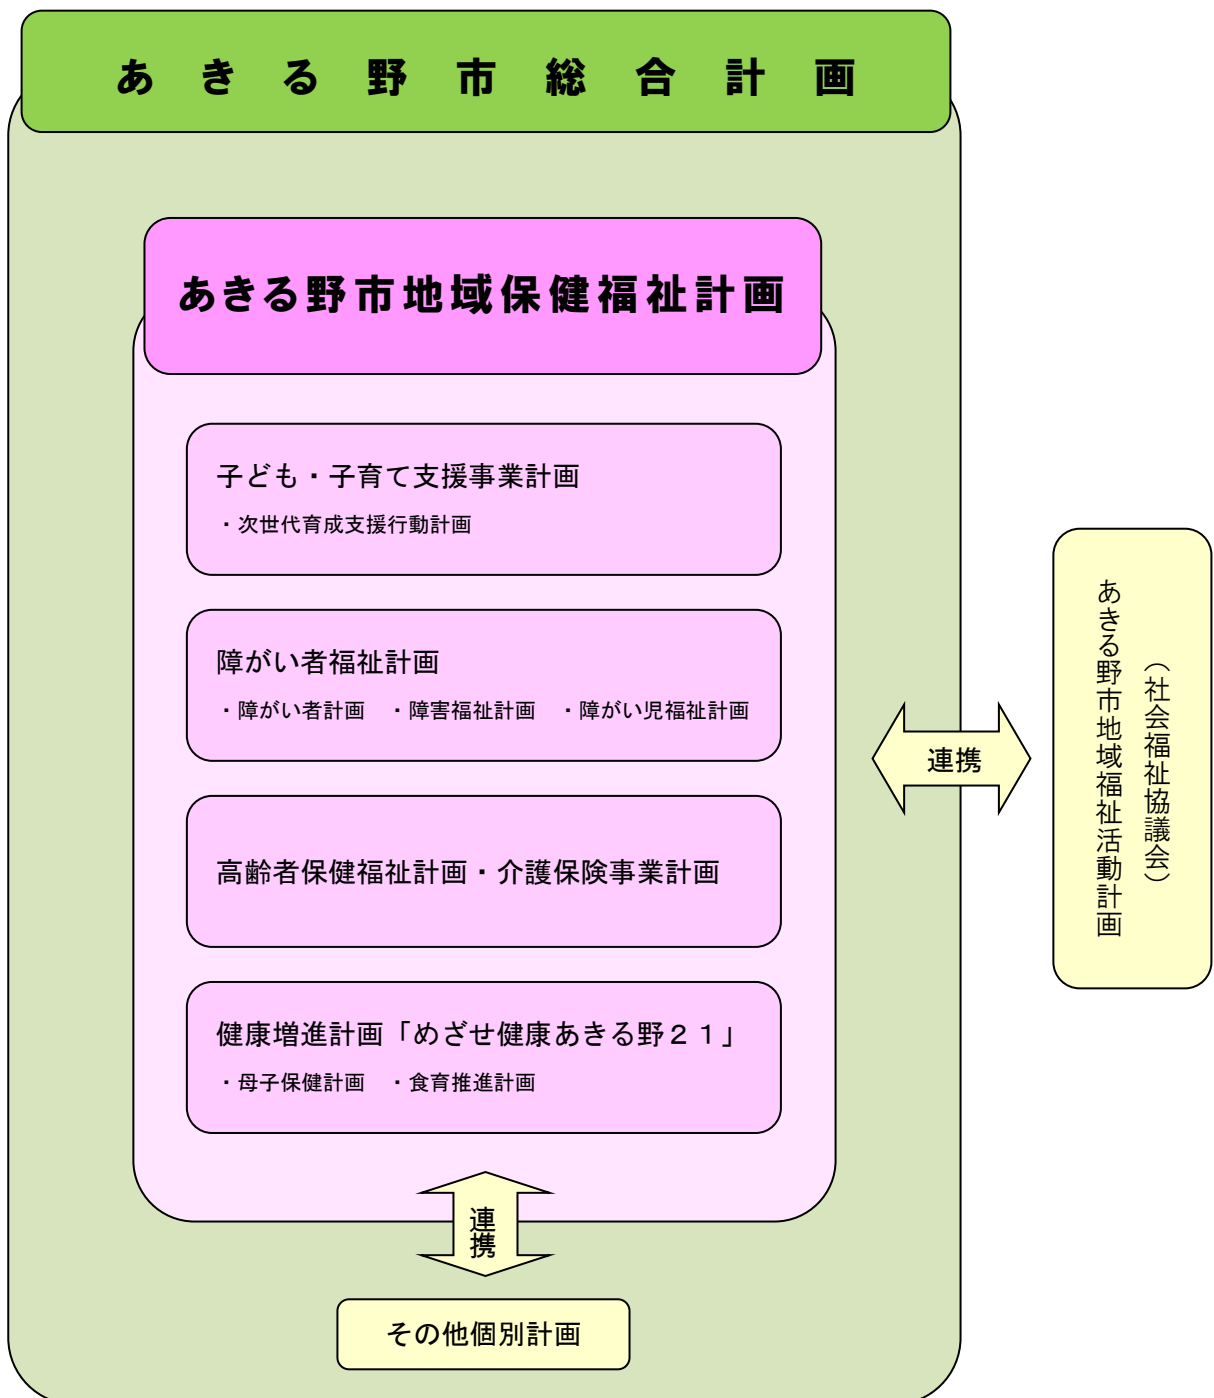 あきる野市総合計画
あきる野市地域保健福祉計画
子ども・子育て支援事業計画
・次世代育成支援行動計画
障がい者福祉計画
・障がい者計画　・障害福祉計画　・障がい児福祉計画
高齢者保健福祉計画・介護保険事業計画
健康増進計画「めざせ健康あきる野２１」
・母子保健計画　・食育推進計画
連携
その他個別計画
連携
（社会福祉協議会）
あきる野市地域福祉活動計画